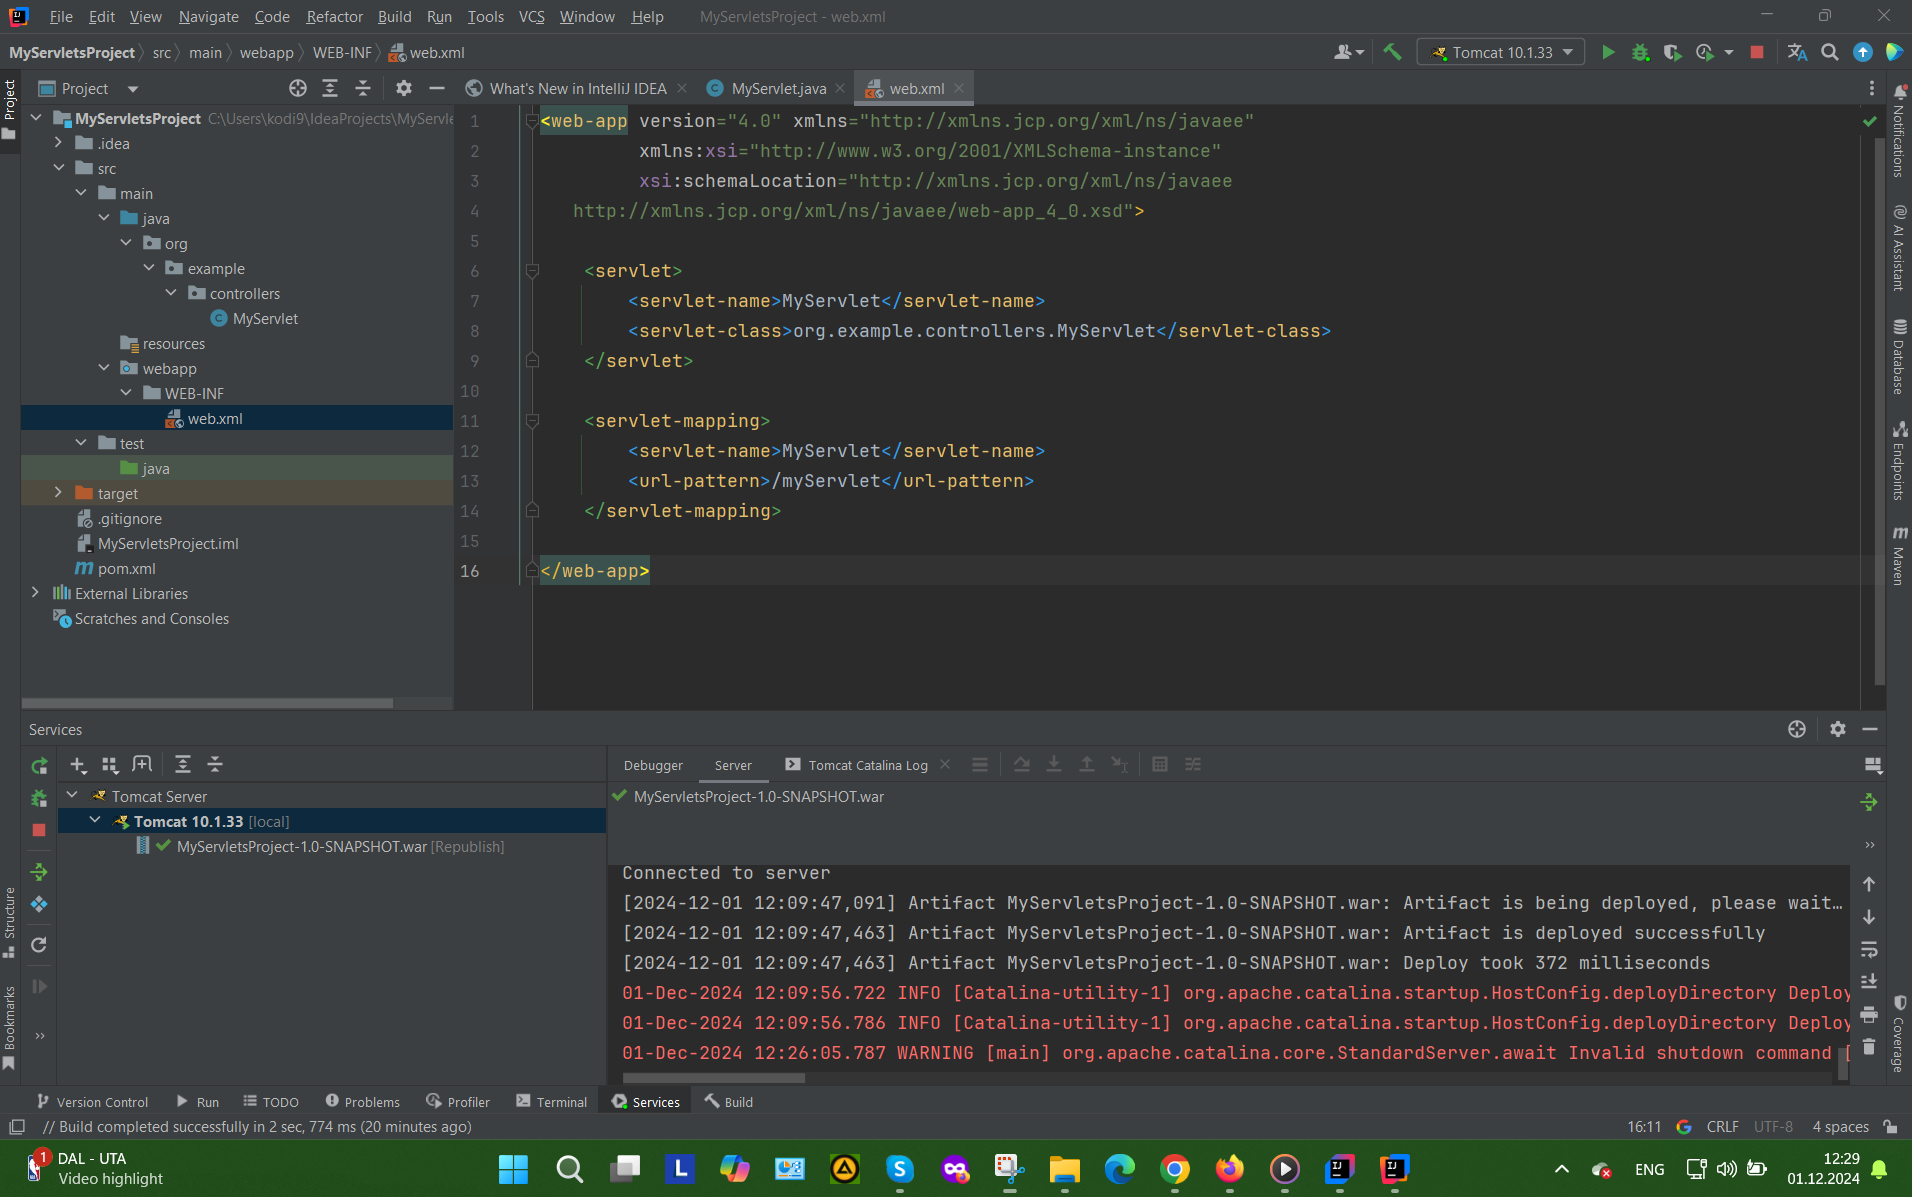 File Edit View Navigate Code Refactor Build Run Tools VCS Window Help MyServletsProject - web.xml
MyServletsProject src main webapp WEB-INF web.xml
Tomcat 10.1.33
Project
What's New in IntelliJ IDEA
MyServlet.java
web.xml
Project
Structure
Bookmarks
MyServletsProject C:\Users\kodi9\IdeaProjects\MyServle
.idea
src
main
java
org
example
controllers
MyServlet
resources
webapp
WEB-INF
web.xml
test
java
target
.gitignore
MyServletsProject.iml
pom.xml
External Libraries
Scratches and Consoles
1 <web-app version="4.0" xmlns="http://xmlns.jcp.org/xml/ns/javaee"
2 xmlns:xsi="http://www.w3.org/2001/XMLSchema-instance"
3 xsi:schemaLocation="http://xmlns.jcp.org/xml/ns/javaee
4 http://xmlns.jcp.org/xml/ns/javaee/web-app_4_0.xsd">
5
6 <servlet>
7 <servlet-name>MyServlet</servlet-name>
8 <servlet-class>org.example.controllers.MyServlet</servlet-class>
9 </servlet>
10
11 <servlet-mapping>
12 <servlet-name>MyServlet</servlet-name>
13 <url-pattern>/myServlet</url-pattern>
14 </servlet-mapping>
15
16 </web-app>
Notifications
AI Assistant
Database
Endpoints
Maven
Coverage
Services
Tomcat Server
Tomcat 10.1.33 [local]
MyServletsProject-1.0-SNAPSHOT.war [Republish]
Debugger Server Tomcat Catalina Log
MyServletsProject-1.0-SNAPSHOT.war
Connected to server
[2024-12-01 12:09:47,091] Artifact MyServletsProject-1.0-SNAPSHOT.war: Artifact is being deployed, please wait…
[2024-12-01 12:09:47,463] Artifact MyServletsProject-1.0-SNAPSHOT.war: Artifact is deployed successfully
[2024-12-01 12:09:47,463] Artifact MyServletsProject-1.0-SNAPSHOT.war: Deploy took 372 milliseconds
01-Dec-2024 12:09:56.722 INFO [Catalina-utility-1] org.apache.catalina.startup.HostConfig.deployDirectory Deploy
01-Dec-2024 12:09:56.786 INFO [Catalina-utility-1] org.apache.catalina.startup.HostConfig.deployDirectory Deploy
01-Dec-2024 12:26:05.787 WARNING [main] org.apache.catalina.core.StandardServer.await Invalid shutdown command [
Version Control Run TODO Problems Profiler Terminal Services Build
// Build completed successfully in 2 sec, 774 ms (20 minutes ago)
16:11 CRLF UTF-8 4 spaces
1
DAL - UTA
Video highlight
ENG
12:29
01.12.2024